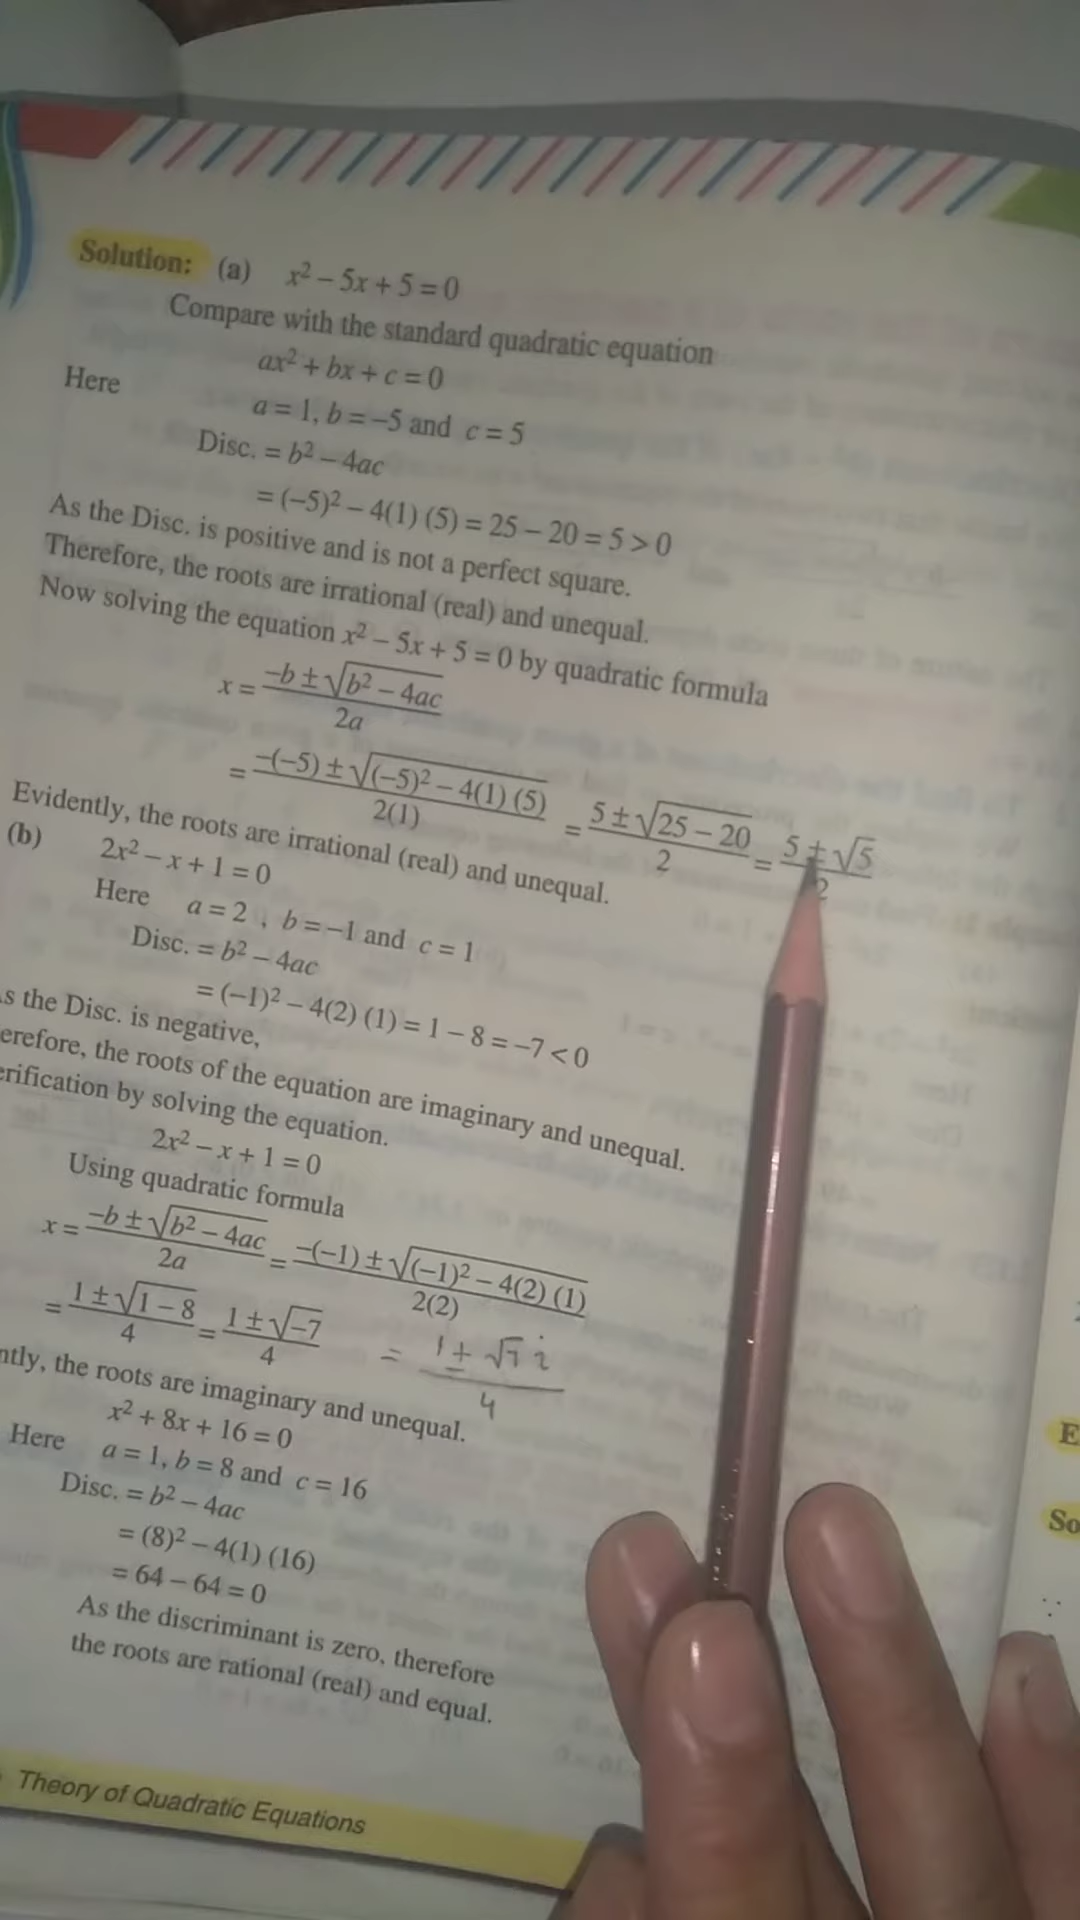 Solution: (a) x² – 5x + 5 = 0
Compare with the standard quadratic equation
ax² + bx + c = 0
Here a = 1, b = –5 and c = 5
Disc. = b² – 4ac
= (–5)² – 4(1) (5) = 25 – 20 = 5 > 0
As the Disc. is positive and is not a perfect square.
Therefore, the roots are irrational (real) and unequal.
Now solving the equation x² – 5x + 5 = 0 by quadratic formula
x = –b ± √b² – 4ac / 2a
= –(–5) ± √(–5)² – 4(1) (5) / 2(1) = 5 ± √25 – 20 / 2 = 5 ± √5 / 2
Evidently, the roots are irrational (real) and unequal.
(b) 2x² – x + 1 = 0
Here a = 2 , b = –1 and c = 1
Disc. = b² – 4ac
= (–1)² – 4(2) (1) = 1 – 8 = –7 < 0
s the Disc. is negative,
erefore, the roots of the equation are imaginary and unequal.
erification by solving the equation.
2x² – x + 1 = 0
Using quadratic formula
x = –b ± √b² – 4ac / 2a = –(–1) ± √(–1)² – 4(2) (1) / 2(2)
= 1 ± √1 – 8 / 4 = 1 ± √–7 / 4 = 1 ± √7 i / 4
ntly, the roots are imaginary and unequal.
x² + 8x + 16 = 0
Here a = 1, b = 8 and c = 16
Disc. = b² – 4ac
= (8)² – 4(1) (16)
= 64 – 64 = 0
As the discriminant is zero, therefore
the roots are rational (real) and equal.
Theory of Quadratic Equations
E
So
∵